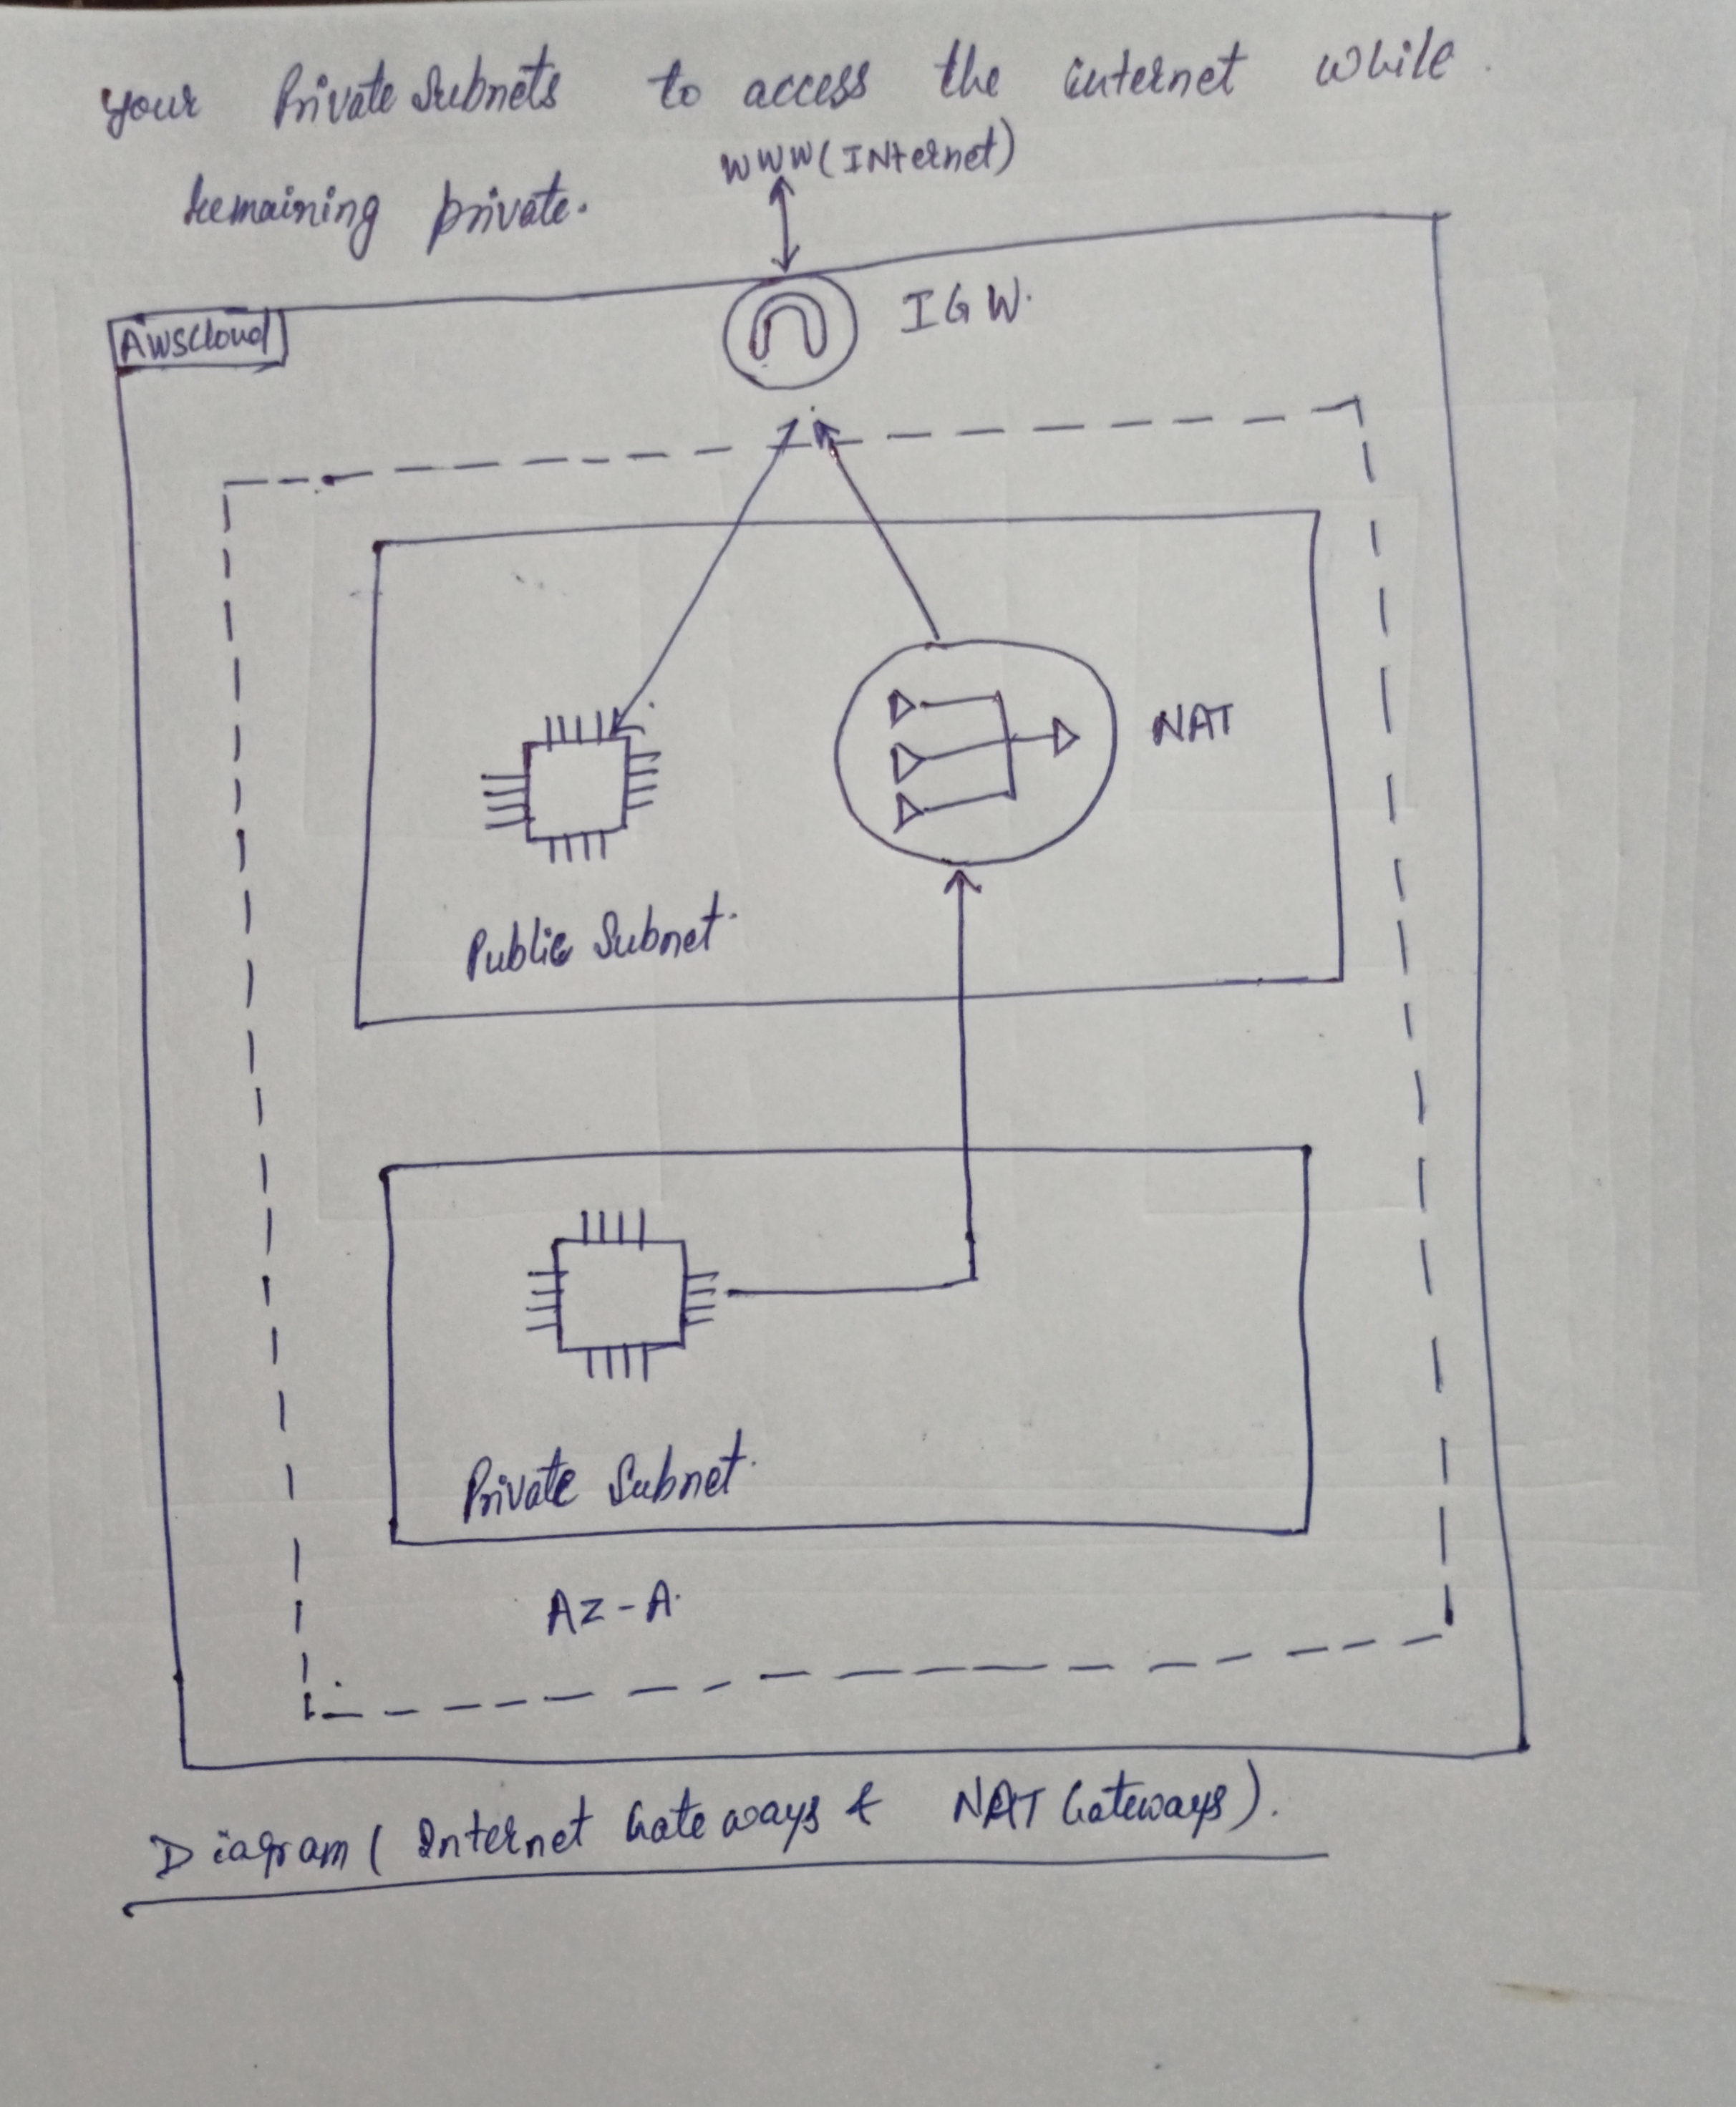 your Private Subnets to access the internet while
remaining private.
WWW (INternet)
IGW.
AWSCloud
NAT
Public Subnet.
Private Subnet.
AZ-A.
Diagram ( Internet Gateways & NAT Gateways).